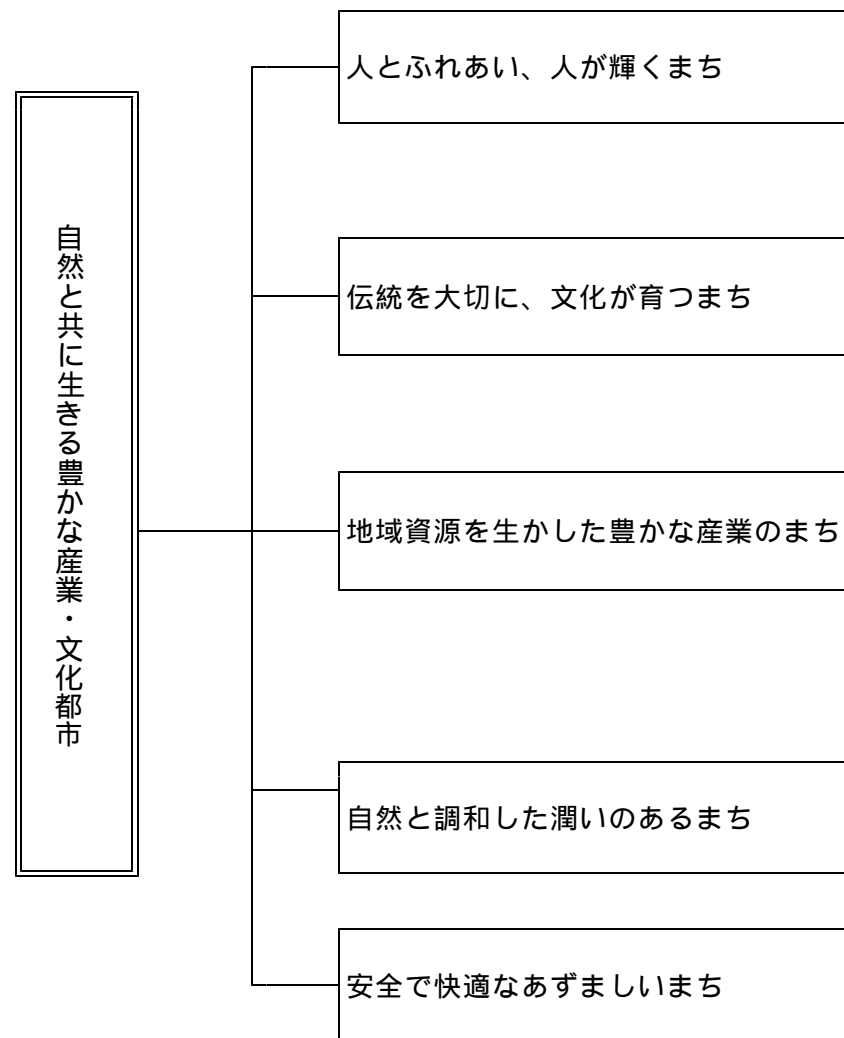 自然と共に生きる豊かな産業・文化都市
人とふれあい、人が輝くまち
伝統を大切に、文化が育つまち
地域資源を生かした豊かな産業のまち
自然と調和した潤いのあるまち
安全で快適なあずましいまち